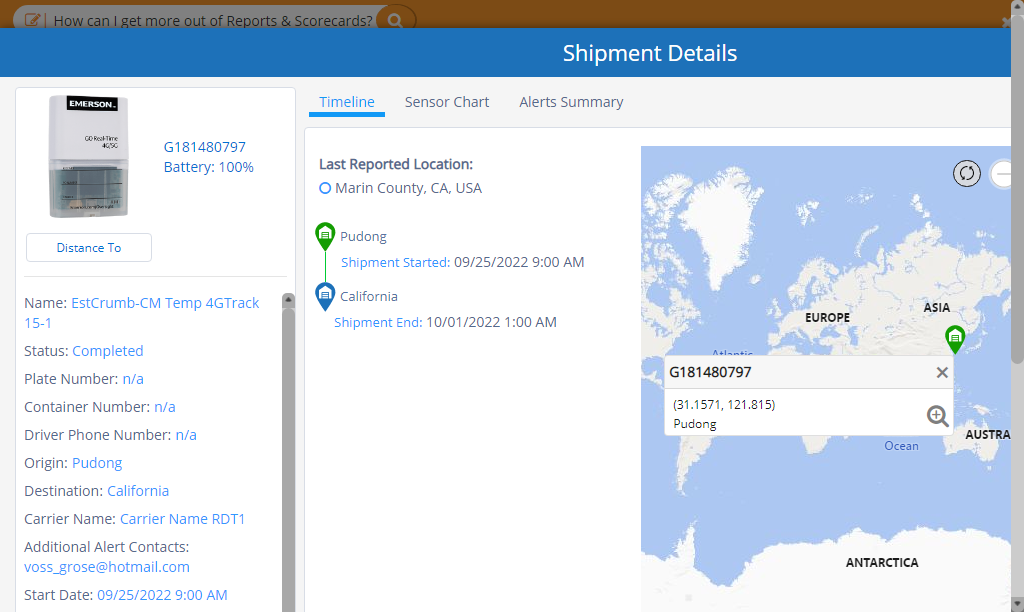 How can I get more out of Reports & Scorecards?
Shipment Details
EMERSON
GO Real-Time
4G/5G
G181480797
Battery: 100%
Distance To
Name: EstCrumb-CM Temp 4GTrack
15-1
Status: Completed
Plate Number: n/a
Container Number: n/a
Driver Phone Number: n/a
Origin: Pudong
Destination: California
Carrier Name: Carrier Name RDT1
Additional Alert Contacts:
voss_grose@hotmail.com
Start Date: 09/25/2022 9:00 AM
Timeline Sensor Chart Alerts Summary
Last Reported Location:
Marin County, CA, USA
Pudong
Shipment Started: 09/25/2022 9:00 AM
California
Shipment End: 10/01/2022 1:00 AM
EUROPE
ASIA
Atlantic
G181480797
(31.1571, 121.815)
Pudong
Ocean
AUSTRA
ANTARCTICA